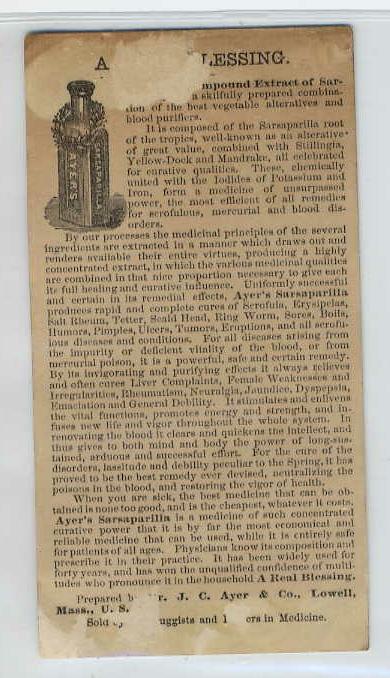 A LESSING.
mpound Extract of Sar-
a skilfully prepared combina-
tion of the best vegetable alteratives and
blood purifiers.
It is composed of the Sarsaparilla root
of the tropics, well-known as an alterative
of great value, combined with Stillingia,
Yellow-Dock and Mandrake, all celebrated
for curative qualities. These, chemically
united with the Iodides of Potassium and
Iron, form a medicine of unsurpassed
power, the most efficient of all remedies
for scrofulous, mercurial and blood dis-
orders.
AYER'S
SARSAPARILLA
By our processes the medicinal principles of the several
ingredients are extracted in a manner which draws out and
renders available their entire virtues, producing a highly
concentrated extract, in which the various medicinal qualities
are combined in that nice proportion necessary to give each
its full healing and curative influence. Uniformly successful
and certain in its remedial effects, Ayer's Sarsaparilla
produces rapid and complete cures of Scrofula, Erysipelas,
Salt Rheum, Tetter, Scald Head, Ring Worm, Sores, Boils,
Humors, Pimples, Ulcers, Tumors, Eruptions, and all scrofu-
lous diseases and conditions. For all diseases arising from
the impurity or deficient vitality of the blood, or from
mercurial poison, it is a powerful, safe and certain remedy.
By its invigorating and purifying effects it always relieves
and often cures Liver Complaints, Female Weaknesses and
Irregularities, Rheumatism, Neuralgia, Jaundice, Dyspepsia,
Emaciation and General Debility. It stimulates and enlivens
the vital functions, promotes energy and strength, and in-
fuses new life and vigor throughout the whole system. In
renovating the blood it clears and quickens the intellect, and
thus gives to both mind and body the power of long-sus-
tained, arduous and successful effort. For the cure of the
disorders, lassitude and debility peculiar to the Spring, it has
proved to be the best remedy ever devised, neutralizing the
poisons in the blood, and restoring the vigor of health.
When you are sick, the best medicine that can be ob-
tained is none too good, and is the cheapest, whatever it costs.
Ayer's Sarsaparilla is a medicine of such concentrated
curative power that it is by far the most economical and
reliable medicine that can be used, while it is entirely safe
for patients of all ages. Physicians know its composition and
prescribe it in their practice. It has been widely used for
forty years, and has won the unqualified confidence of multi-
tudes who pronounce it in the household A Real Blessing.
Prepared b r. J. C. Ayer & Co., Lowell,
Mass., U. S.
Sold y uggists and ers in Medicine.